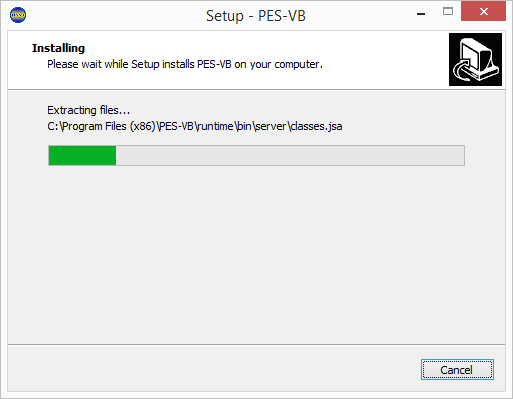 Setup - PES-VB
Installing
Please wait while Setup installs PES-VB on your computer.
Extracting files...
C:\Program Files (x86)\PES-VB\runtime\bin\server\classes.jsa
Cancel